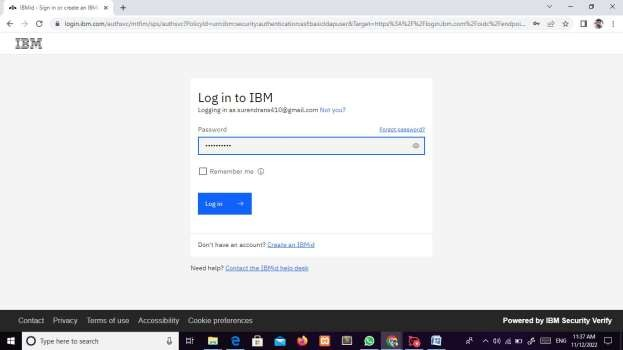 IBMid - Sign in or create an IBMi
login.ibm.com/authsvc/mtfim/sps/authsvc?PolicyId=urn:ibm:security:authentication:asf:basicldapuser&Target=https%3A%2F%2Flogin.ibm.com%2Foidc%2Fendpoi...
IBM
Log in to IBM
Logging in as surendrans410@gmail.com Not you?
Password Forgot password?
••••••••••
Remember me
Log in →
Don't have an account? Create an IBMid
Need help? Contact the IBMid help desk
Contact Privacy Terms of use Accessibility Cookie preferences Powered by IBM Security Verify
Type here to search ENG 11:37 AM
11/12/2022